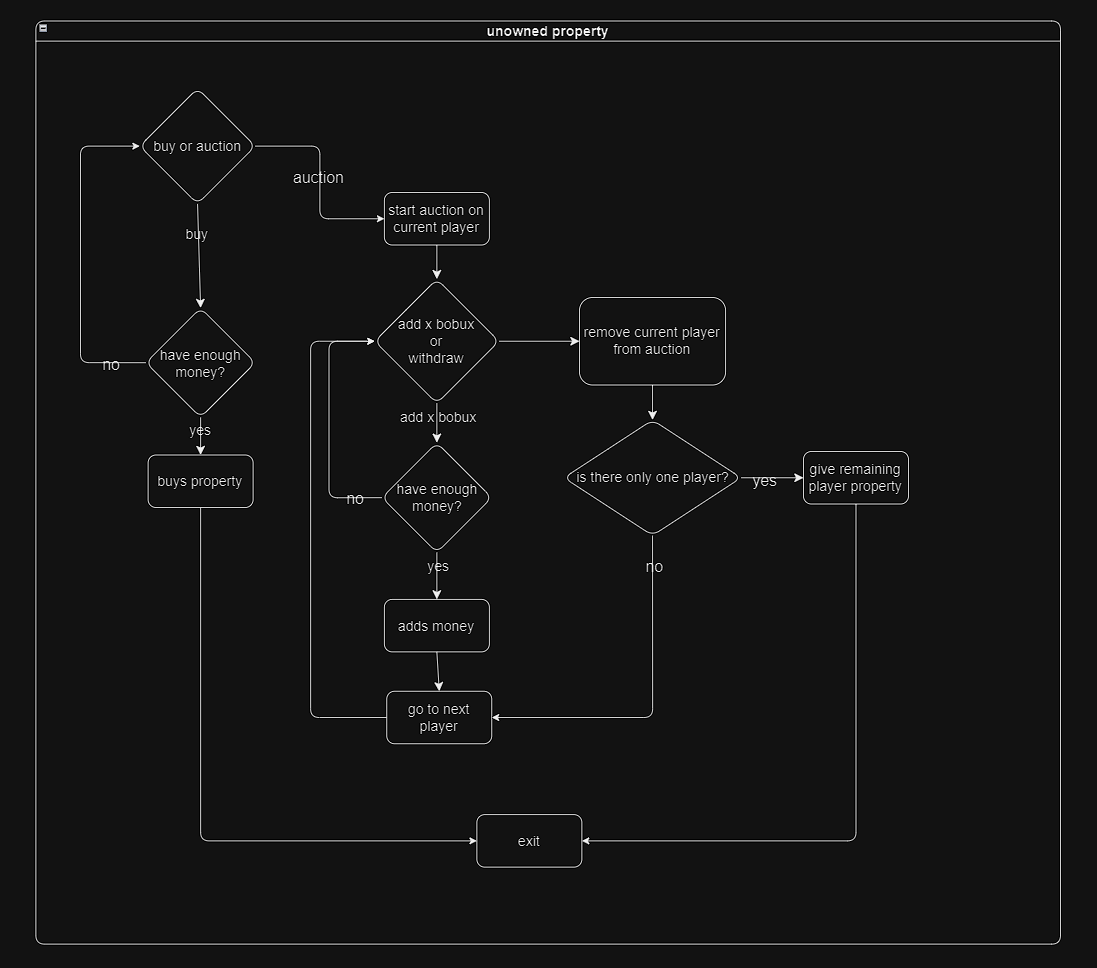 unowned property
buy or auction
auction
start auction on
current player
buy
add x bobux
or
withdraw
remove current player
from auction
have enough
money?
no
add x bobux
yes
buys property
is there only one player?
yes
give remaining
player property
have enough
money?
no
yes
no
adds money
go to next
player
exit